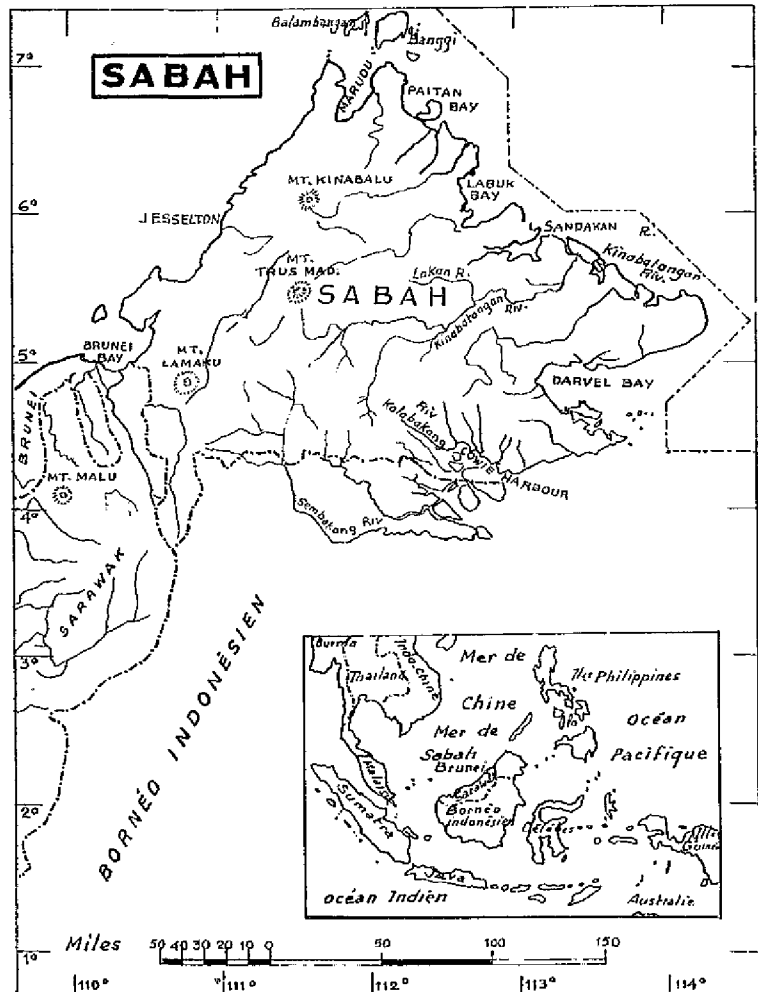 Balambangan
Banggi
7°
SABAH
MARUDU
PAITAN
BAY
MT. KINABALU
LABUK
BAY
6°
JESSELTON
SANDAKAN
R.
Kinabatangan
Riv.
MT.
TRUS MAD.
Lokan R.
SABAH
Kinabatangan
Riv.
BRUNEI
BAY
5°
MT.
LAMAKU
DARVEL BAY
BRUNEI
Riv
Kalabakang
COWIE HARBOUR
MT. MALU
4°
Sembakong Riv
SARAWAK
3°
BORNÉO INDONÉSIEN
Mer de
Indo-chine
Thailand
Ile Philippines
Chine
Océan
Mer de
Pacifique
Sabah
Brunei
Malaisie
Sarawak
Bornéo
indonésien
Sumatra
Célèbes
Guinée
Java
océan Indien
Australie
2°
Miles
50 40 30 20 10 0 50 100 150
1°
110° 111° 112° 113° 114°